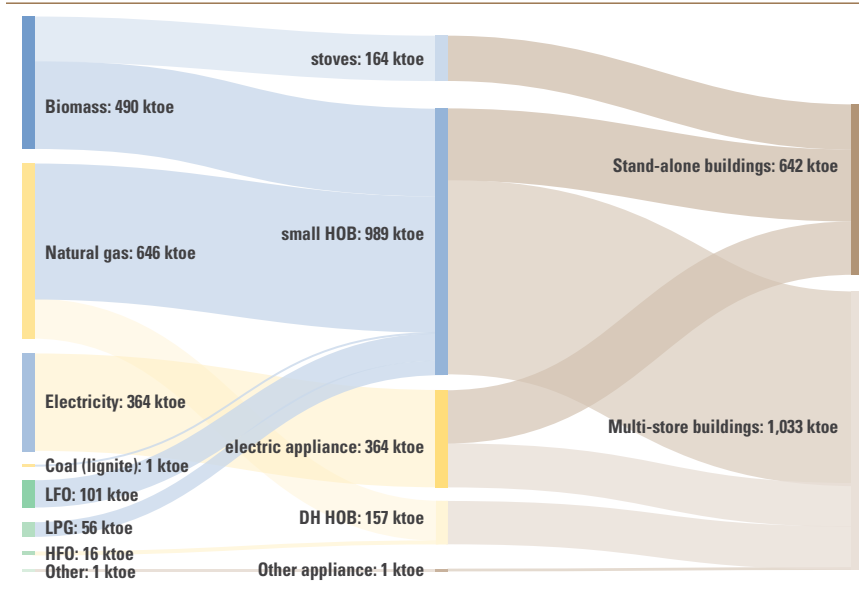 stoves: 164 ktoe
Biomass: 490 ktoe
Stand-alone buildings: 642 ktoe
small HOB: 989 ktoe
Natural gas: 646 ktoe
Electricity: 364 ktoe
Multi-store buildings: 1,033 ktoe
electric appliance: 364 ktoe
Coal (lignite): 1 ktoe
LFO: 101 ktoe
DH HOB: 157 ktoe
LPG: 56 ktoe
HFO: 16 ktoe
Other: 1 ktoe
Other appliance: 1 ktoe